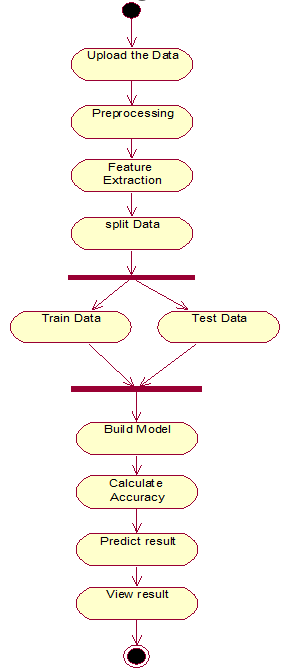 Upload the Data
Preprocessing
Feature
Extraction
split Data
Train Data
Test Data
Build Model
Calculate
Accuracy
Predict result
View result